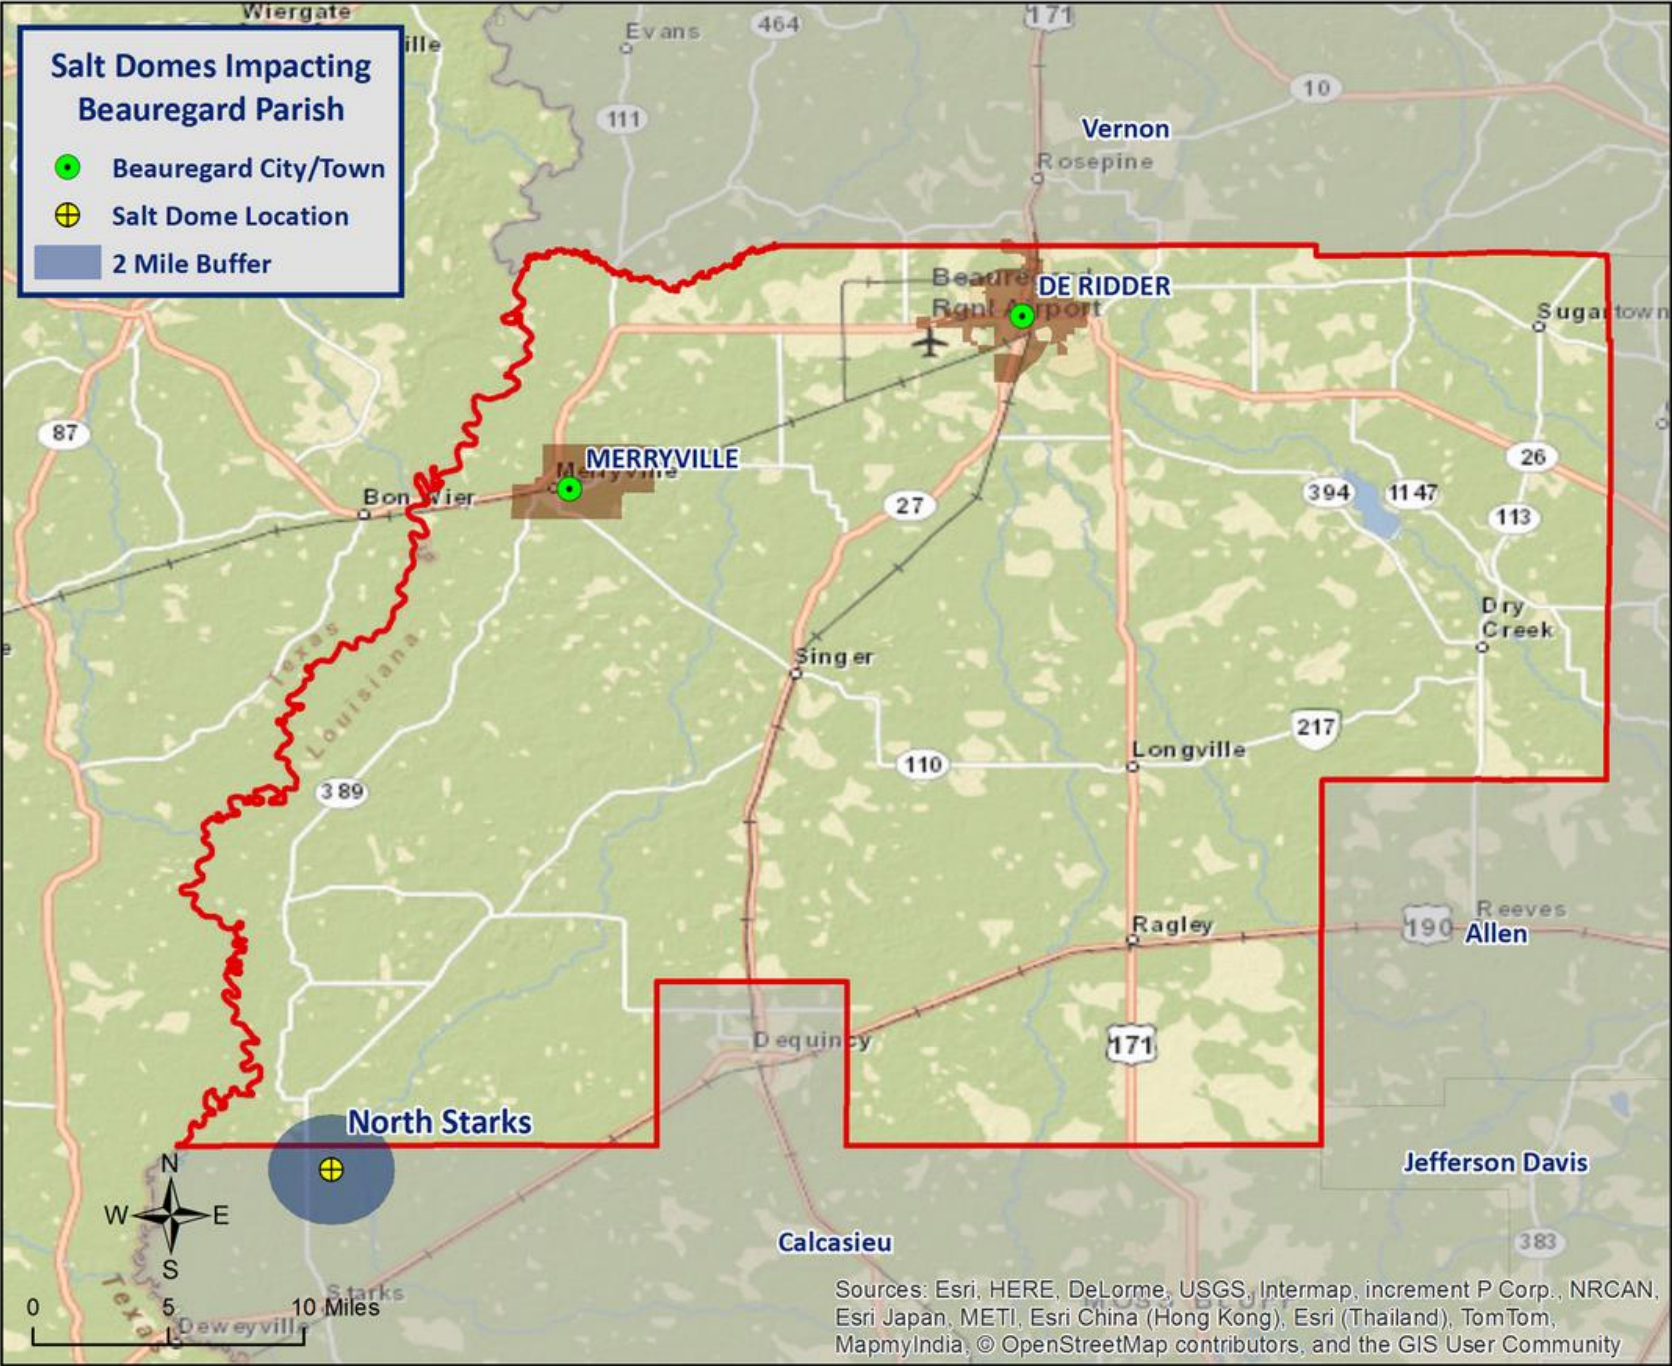 Wiergate
ille
Salt Domes Impacting
Beauregard Parish
Beauregard City/Town
Salt Dome Location
2 Mile Buffer
Evans
464
171
10
111
Vernon
Rosepine
DE RIDDER
Sugartown
87
MERRYVILLE
Merryville
Bon Wier
27
26
394
1147
113
Dry
Creek
e
Texas
Louisiana
Singer
217
Longville
110
389
Ragley
Reeves
190
Allen
Dequincy
171
North Starks
Jefferson Davis
N
W
E
S
Calcasieu
383
Texas
Starks
0
5
10 Miles
Deweyville
Sources: Esri, HERE, DeLorme, USGS, Intermap, increment P Corp., NRCAN,
Esri Japan, METI, Esri China (Hong Kong), Esri (Thailand), TomTom,
MapmyIndia, © OpenStreetMap contributors, and the GIS User Community